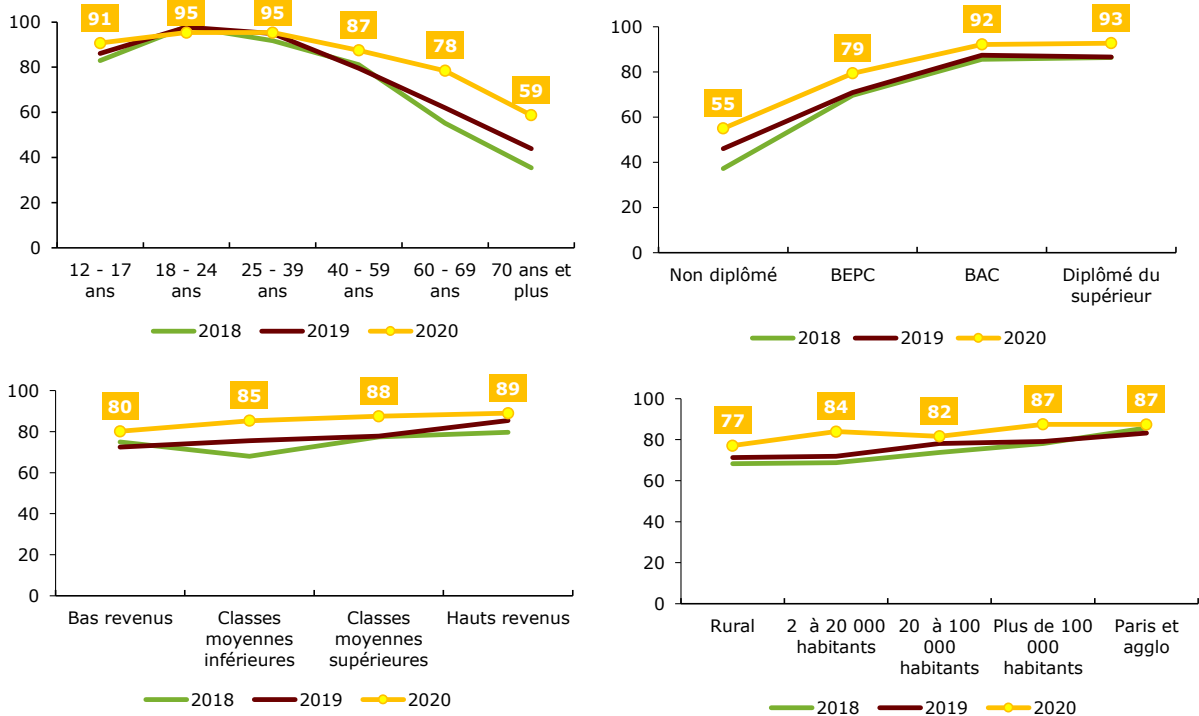 91
95
95
87
78
59
100
80
60
40
20
0
12 - 17 ans
18 - 24 ans
25 - 39 ans
40 - 59 ans
60 - 69 ans
70 ans et plus
2018
2019
2020
55
79
92
93
100
80
60
40
20
0
Non diplômé
BEPC
BAC
Diplômé du supérieur
2018
2019
2020
80
85
88
89
100
80
60
40
20
0
Bas revenus
Classes moyennes inférieures
Classes moyennes supérieures
Hauts revenus
2018
2019
2020
77
84
82
87
87
100
80
60
40
20
0
Rural
2 à 20 000 habitants
20 à 100 000 habitants
Plus de 100 000 habitants
Paris et agglo
2018
2019
2020